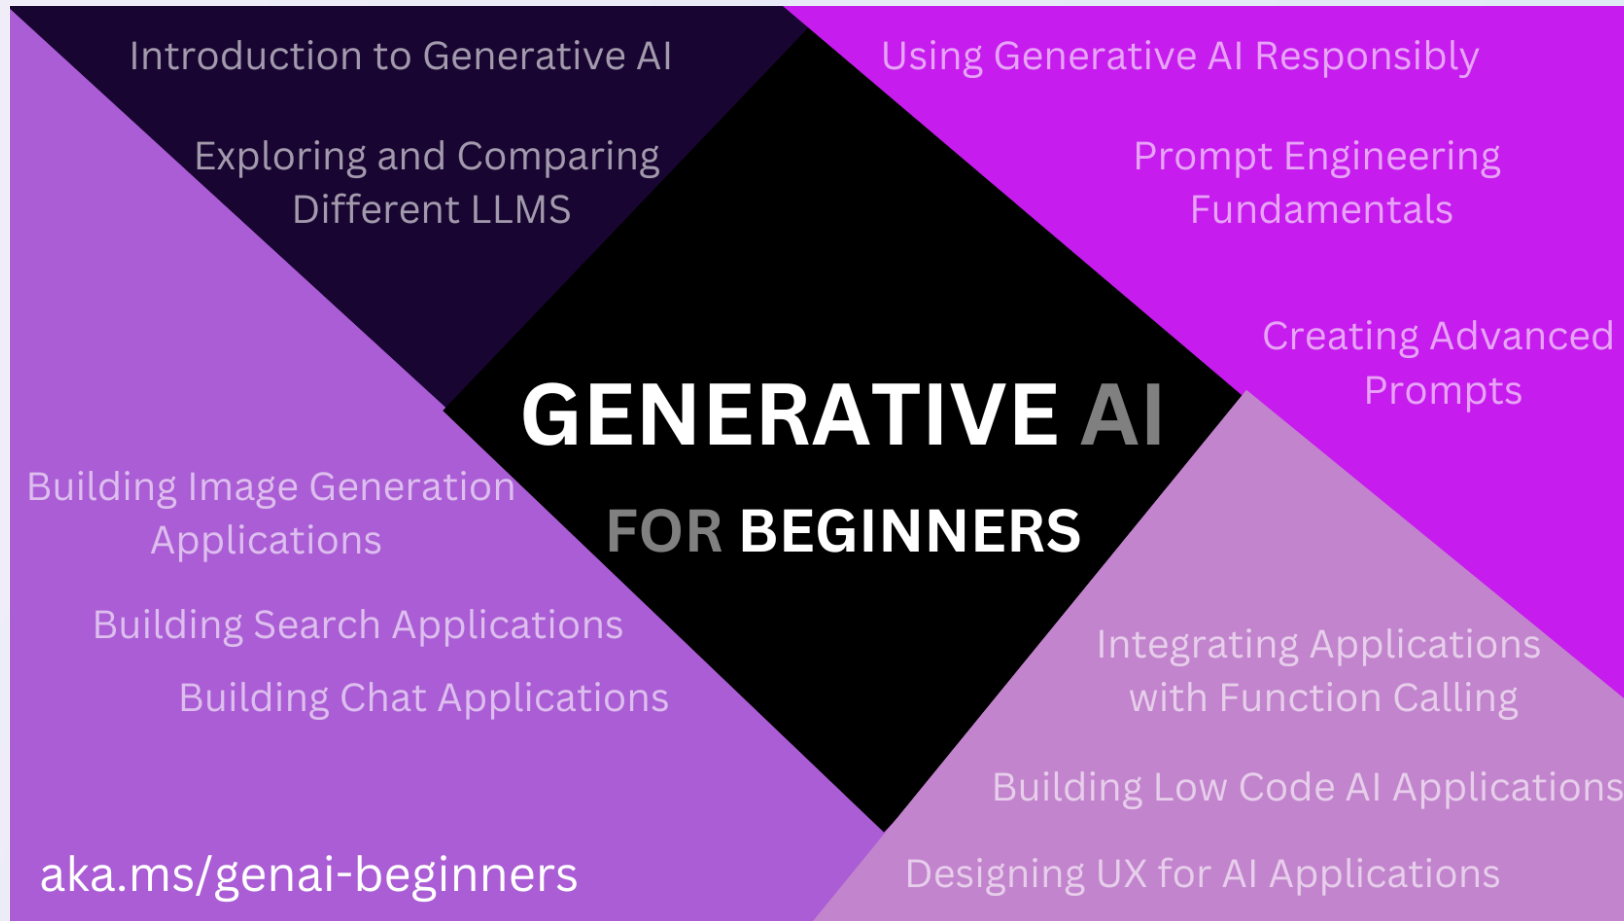 Introduction to Generative AI
Exploring and Comparing
Different LLMS
Using Generative AI Responsibly
Prompt Engineering
Fundamentals
Creating Advanced
Prompts
GENERATIVE AI
FOR BEGINNERS
Building Image Generation
Applications
Building Search Applications
Building Chat Applications
Integrating Applications
with Function Calling
Building Low Code AI Applications
Designing UX for AI Applications
aka.ms/genai-beginners